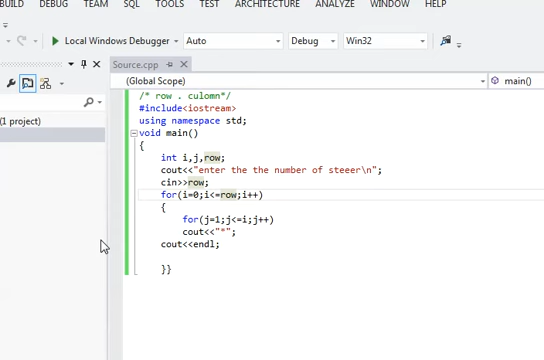 BUILD DEBUG TEAM SQL TOOLS TEST ARCHITECTURE ANALYZE WINDOW HELP
Local Windows Debugger Auto Debug Win32
Source.cpp
(Global Scope) main()
(1 project)
/* row . culomn*/
#include<iostream>
using namespace std;
void main()
{
int i,j,row;
cout<<"enter the the number of steeer\n";
cin>>row;
for(i=0;i<=row;i++)
{
for(j=1;j<=i;j++)
cout<<"*";
cout<<endl;
}}